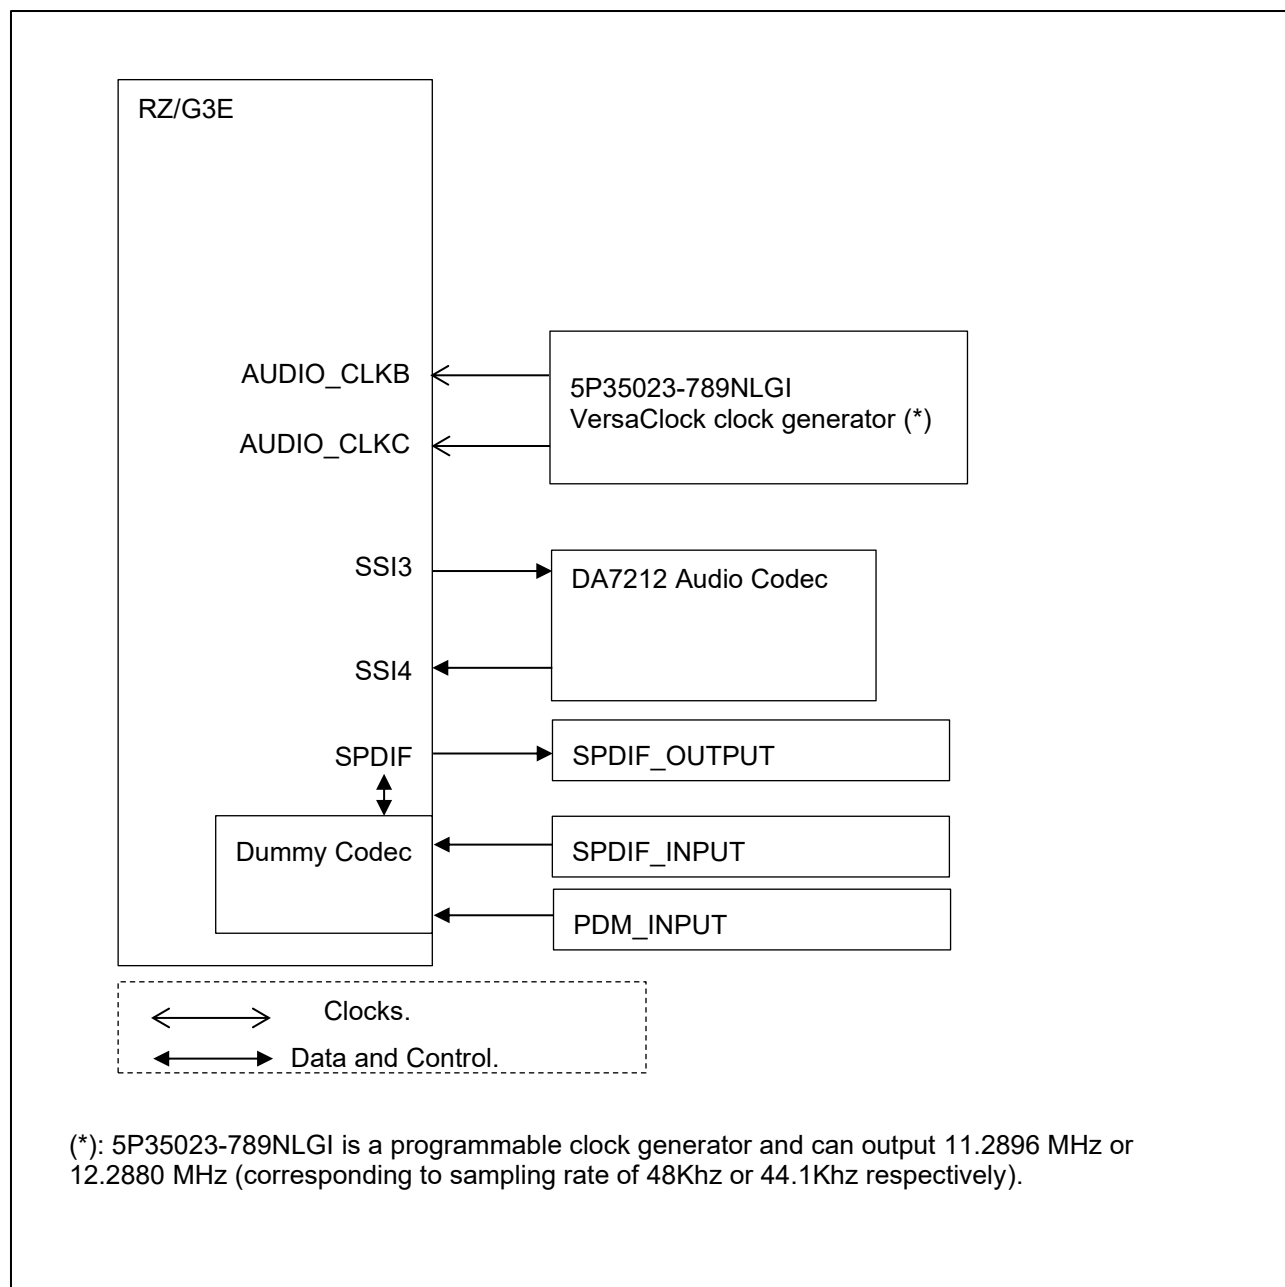 RZ/G3E
AUDIO_CLKB
AUDIO_CLKC
5P35023-789NLGI
VersaClock clock generator (*)
SSI3
DA7212 Audio Codec
SSI4
SPDIF
SPDIF_OUTPUT
Dummy Codec
SPDIF_INPUT
PDM_INPUT
Clocks.
Data and Control.
(*): 5P35023-789NLGI is a programmable clock generator and can output 11.2896 MHz or
12.2880 MHz (corresponding to sampling rate of 48Khz or 44.1Khz respectively).